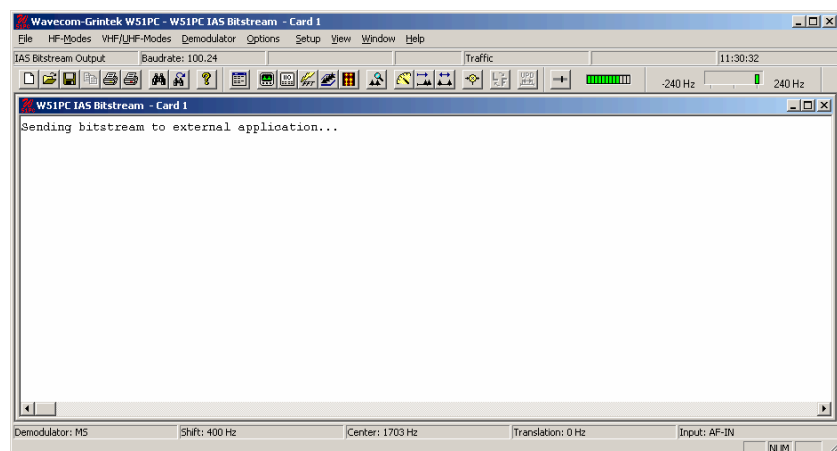 Wavecom-Grintek W51PC - W51PC IAS Bitstream - Card 1
File HF-Modes VHF/UHF-Modes Demodulator Options Setup View Window Help
IAS Bitstream Output Baudrate: 100.24 Traffic 11:30:32
-240 Hz 240 Hz
W51PC IAS Bitstream - Card 1
Sending bitstream to external application...
Demodulator: MS Shift: 400 Hz Center: 1703 Hz Translation: 0 Hz Input: AF-IN
NUM